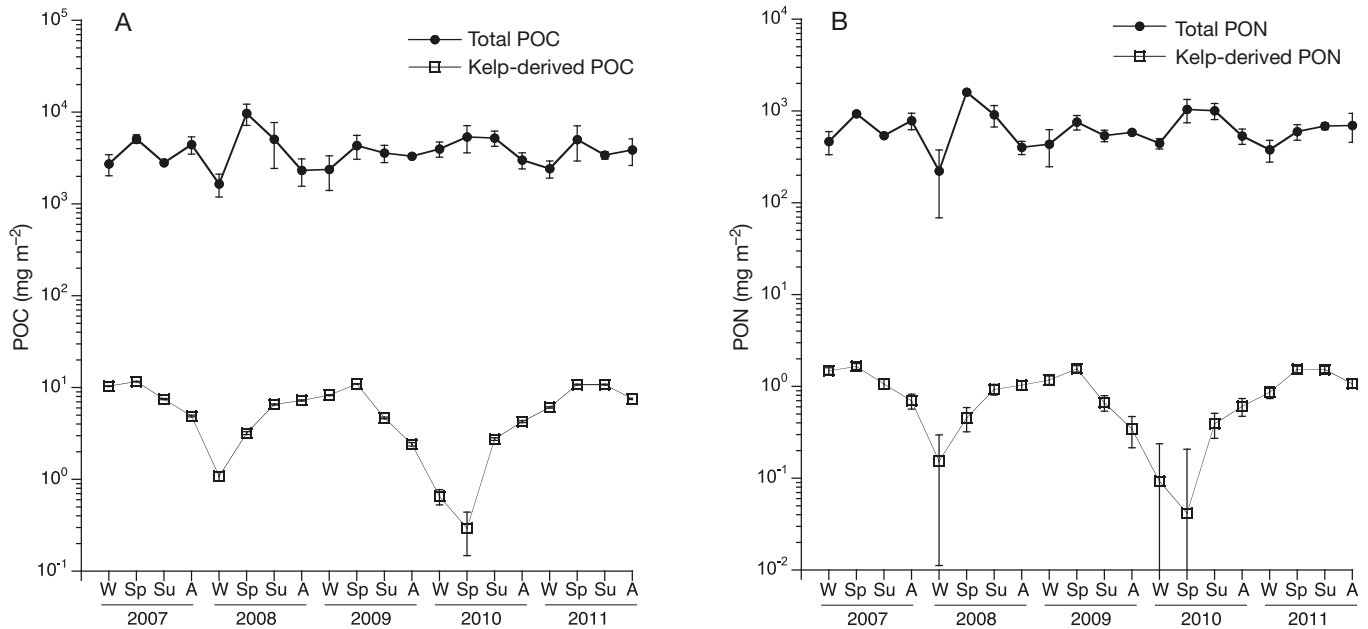 A
Total POC
Kelp-derived POC
10^5
10^4
10^3
10^2
10^1
10^0
10^-1
POC (mg m^-2)
W Sp Su A W Sp Su A W Sp Su A W Sp Su A W Sp Su A
2007 2008 2009 2010 2011
B
Total PON
Kelp-derived PON
10^4
10^3
10^2
10^1
10^0
10^-1
10^-2
PON (mg m^-2)
W Sp Su A W Sp Su A W Sp Su A W Sp Su A W Sp Su A
2007 2008 2009 2010 2011